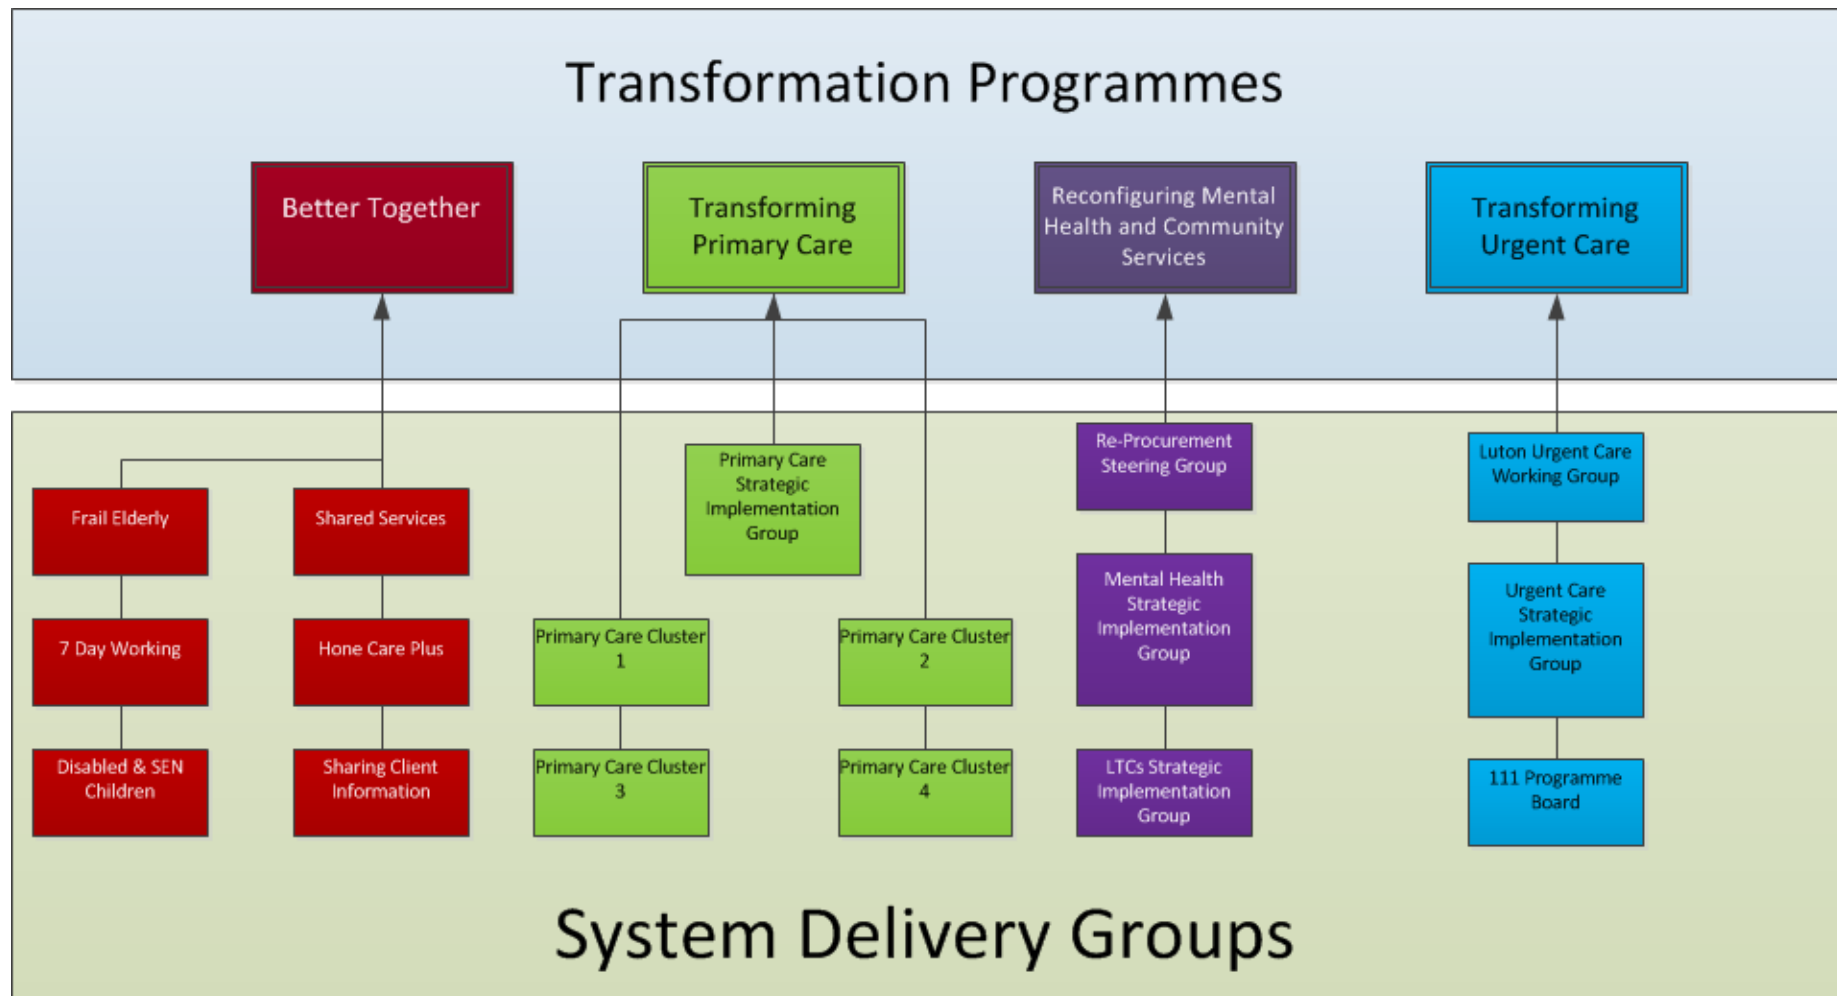 Transformation Programmes
Better Together
Transforming
Primary Care
Reconfiguring Mental
Health and Community
Services
Transforming
Urgent Care
Frail Elderly
7 Day Working
Disabled & SEN
Children
Shared Services
Hone Care Plus
Sharing Client
Information
Primary Care
Strategic
Implementation
Group
Primary Care Cluster
1
Primary Care Cluster
2
Primary Care Cluster
3
Primary Care Cluster
4
Re-Procurement
Steering Group
Mental Health
Strategic
Implementation
Group
LTCs Strategic
Implementation
Group
Luton Urgent Care
Working Group
Urgent Care
Strategic
Implementation
Group
111 Programme
Board
System Delivery Groups